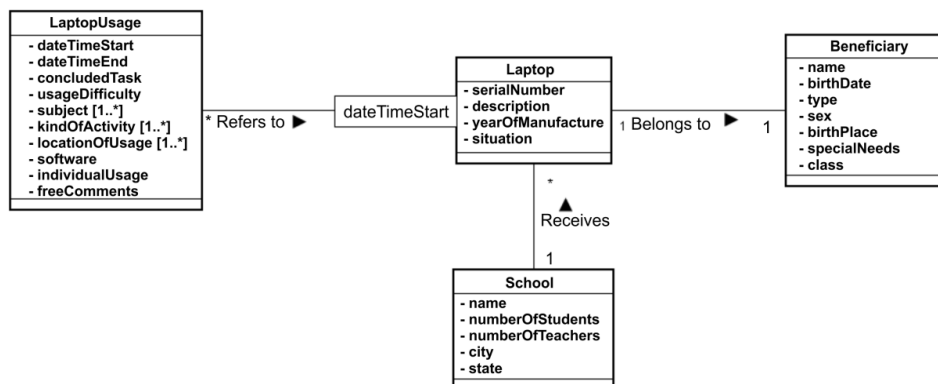 LaptopUsage
- dateTimeStart
- dateTimeEnd
- concludedTask
- usageDifficulty
- subject [1..*]
- kindOfActivity [1..*]
- locationOfUsage [1..*]
- software
- individualUsage
- freeComments
* Refers to ▶
dateTimeStart
Laptop
- serialNumber
- description
- yearOfManufacture
- situation
1 Belongs to ▶
1
Beneficiary
- name
- birthDate
- type
- sex
- birthPlace
- specialNeeds
- class
*
▲
Receives
1
School
- name
- numberOfStudents
- numberOfTeachers
- city
- state